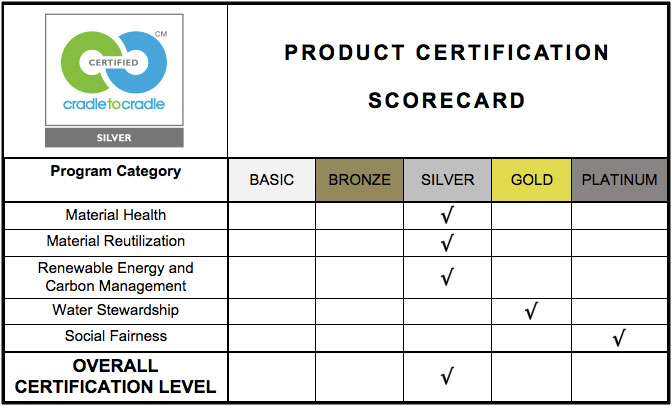 CM
CERTIFIED
cradletocradle
SILVER
PRODUCT CERTIFICATION
SCORECARD
Program Category
BASIC BRONZE SILVER GOLD PLATINUM
Material Health √
Material Reutilization √
Renewable Energy and
Carbon Management √
Water Stewardship √
Social Fairness √
OVERALL
CERTIFICATION LEVEL √